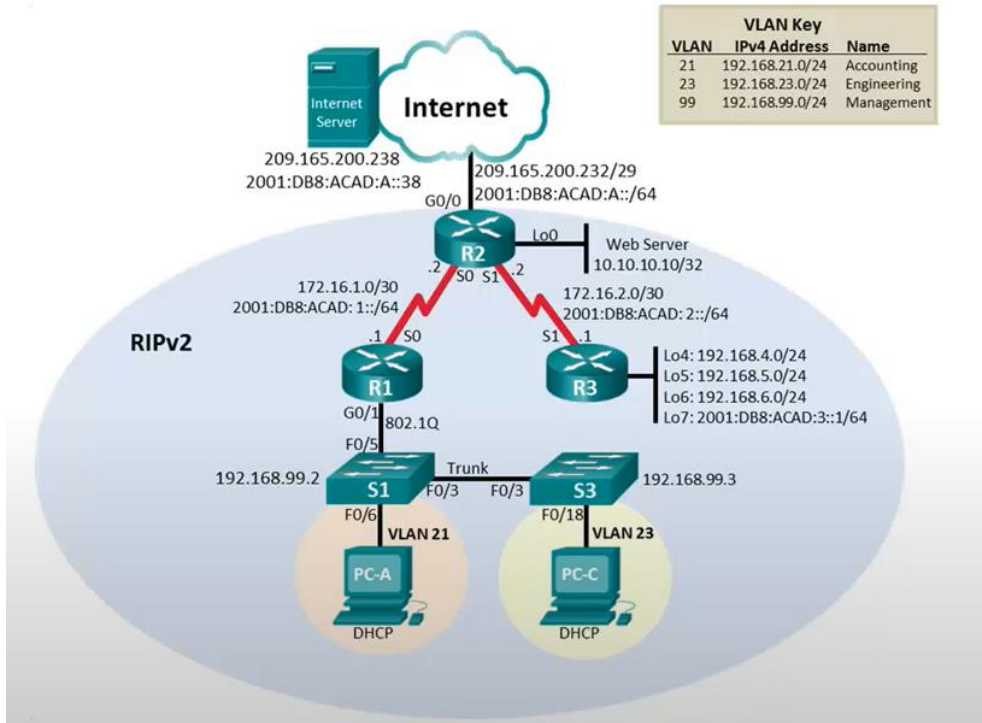 VLAN Key
VLAN IPv4 Address Name
21 192.168.21.0/24 Accounting
23 192.168.23.0/24 Engineering
99 192.168.99.0/24 Management
Internet
Server
Internet
209.165.200.238
2001:DB8:ACAD:A::38
209.165.200.232/29
2001:DB8:ACAD:A::/64
G0/0
R2
Lo0
Web Server
10.10.10.10/32
.2
S0
S1
.2
172.16.1.0/30
2001:DB8:ACAD: 1::/64
172.16.2.0/30
2001:DB8:ACAD: 2::/64
RIPv2
.1
S0
S1
.1
R1
R3
Lo4: 192.168.4.0/24
Lo5: 192.168.5.0/24
Lo6: 192.168.6.0/24
Lo7: 2001:DB8:ACAD:3::1/64
G0/1
802.1Q
F0/5
192.168.99.2
S1
Trunk
F0/3
F0/3
S3
192.168.99.3
F0/6
VLAN 21
F0/18
VLAN 23
PC-A
PC-C
DHCP
DHCP